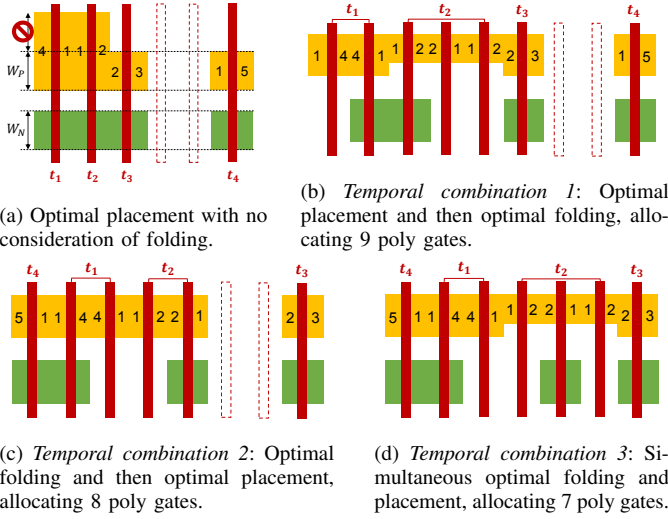 4 1 1 2
2 3
1 5
W_P
W_N
t_1 t_2 t_3 t_4
(a) Optimal placement with no
consideration of folding.
t_1 t_2 t_3 t_4
1 4 4 1 1 2 2 1 1 2 2 3 1 5
(b) Temporal combination 1: Optimal
placement and then optimal folding, allo-
cating 9 poly gates.
t_4 t_1 t_2 t_3
5 1 1 4 4 1 1 2 2 1 2 3
(c) Temporal combination 2: Optimal
folding and then optimal placement,
allocating 8 poly gates.
t_4 t_1 t_2 t_3
5 1 1 4 4 1 1 2 2 1 1 2 2 3
(d) Temporal combination 3: Si-
multaneous optimal folding and
placement, allocating 7 poly gates.